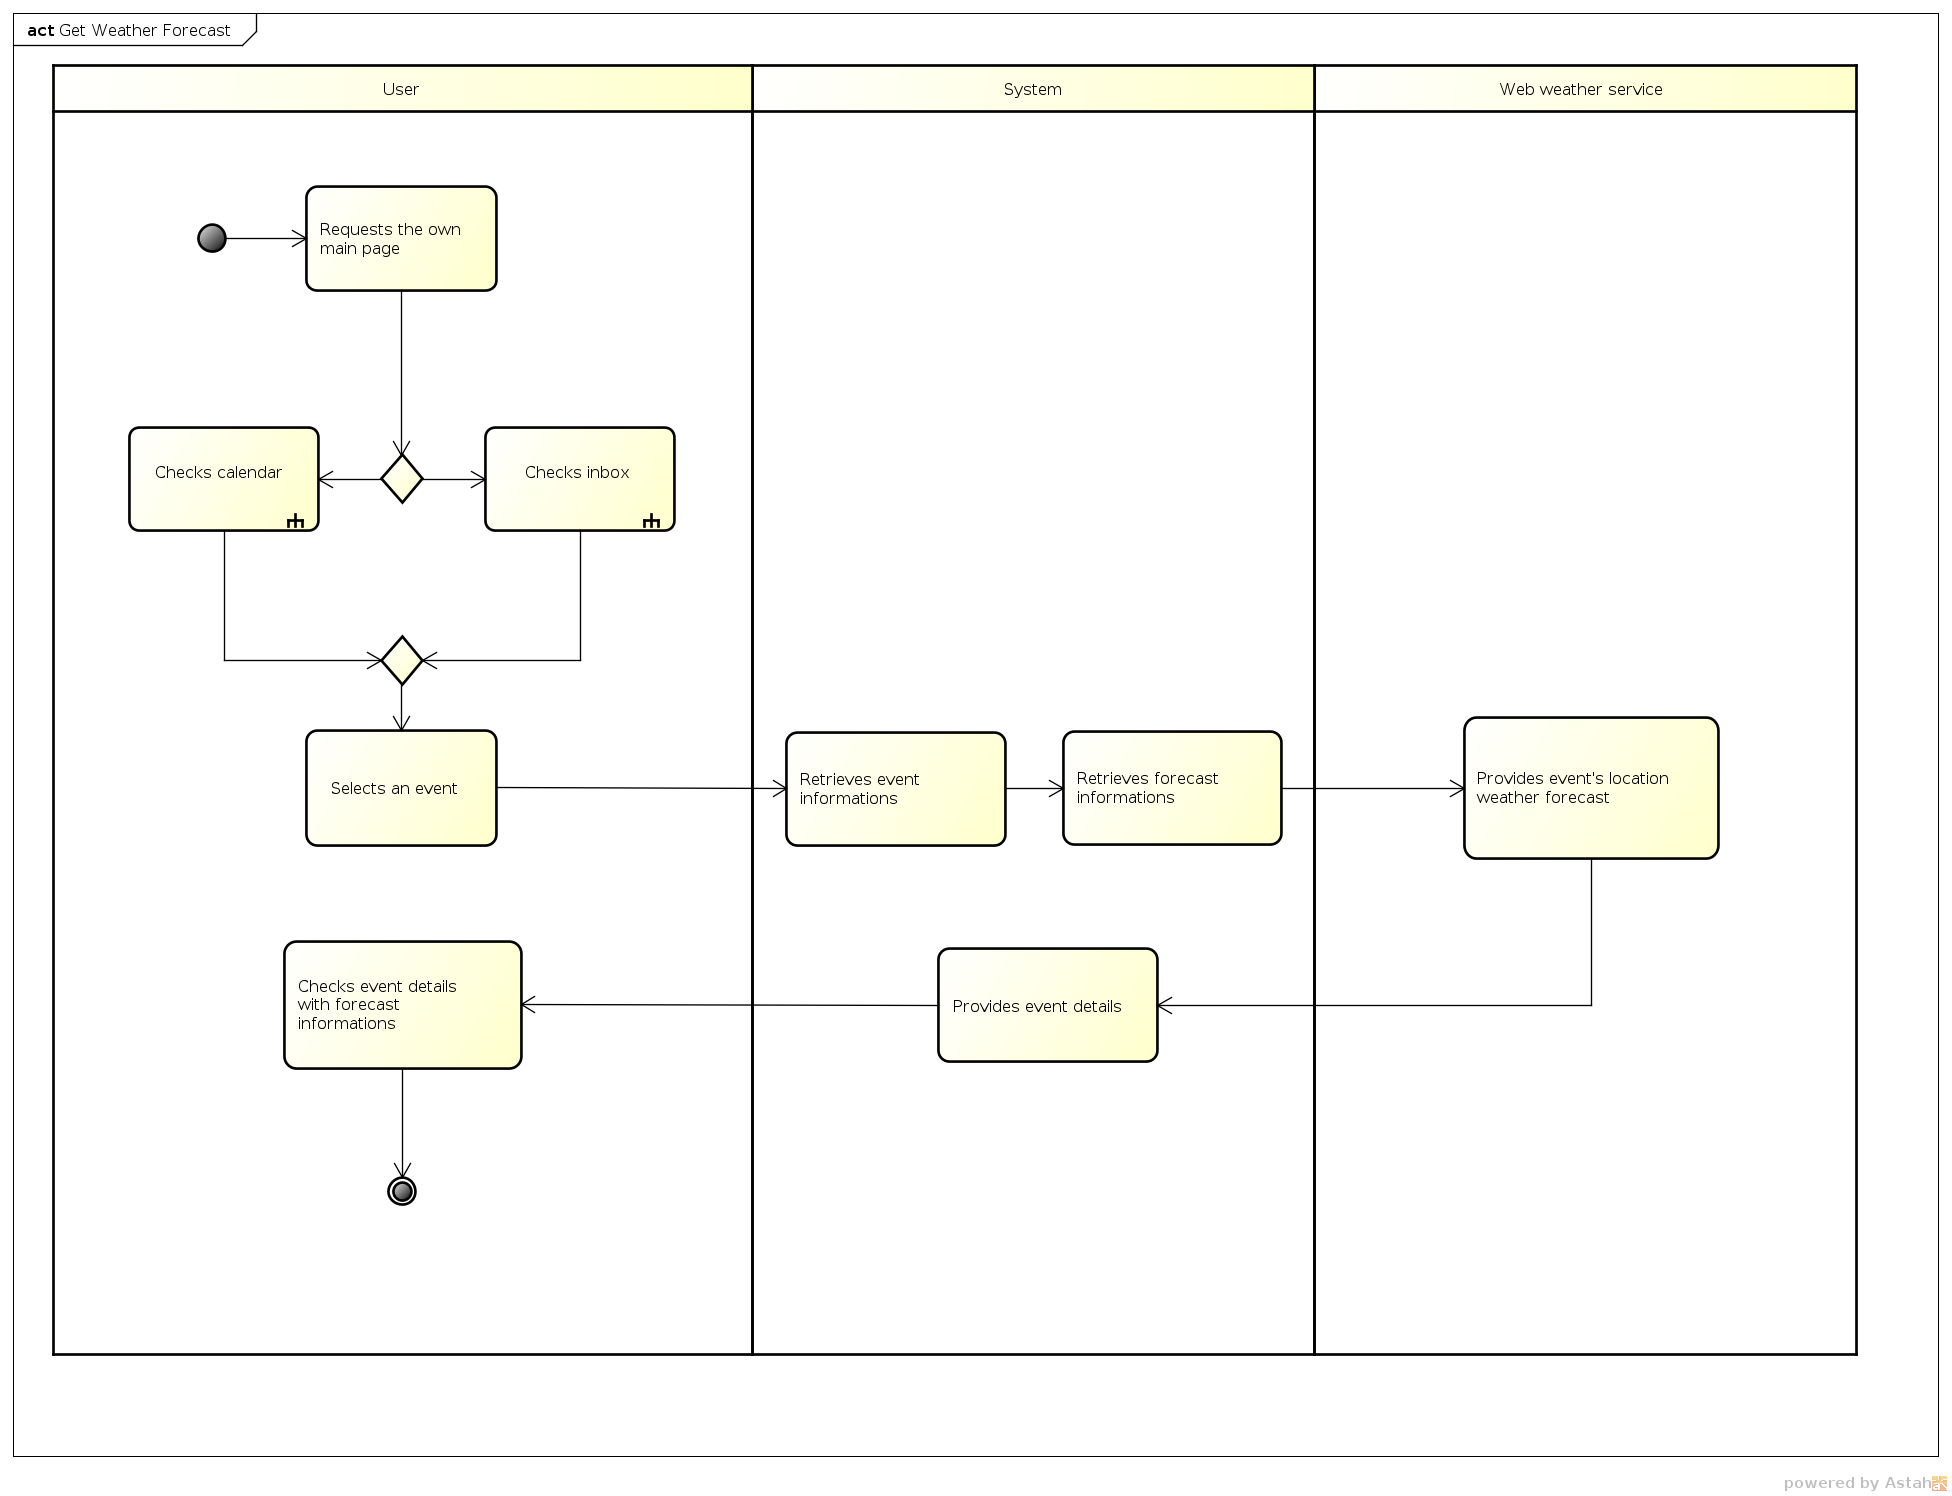 act Get Weather Forecast
User
System
Web weather service
Requests the own
main page
Checks calendar
Checks inbox
Selects an event
Retrieves event
informations
Retrieves forecast
informations
Provides event's location
weather forecast
Checks event details
with forecast
informations
Provides event details
powered by Astah